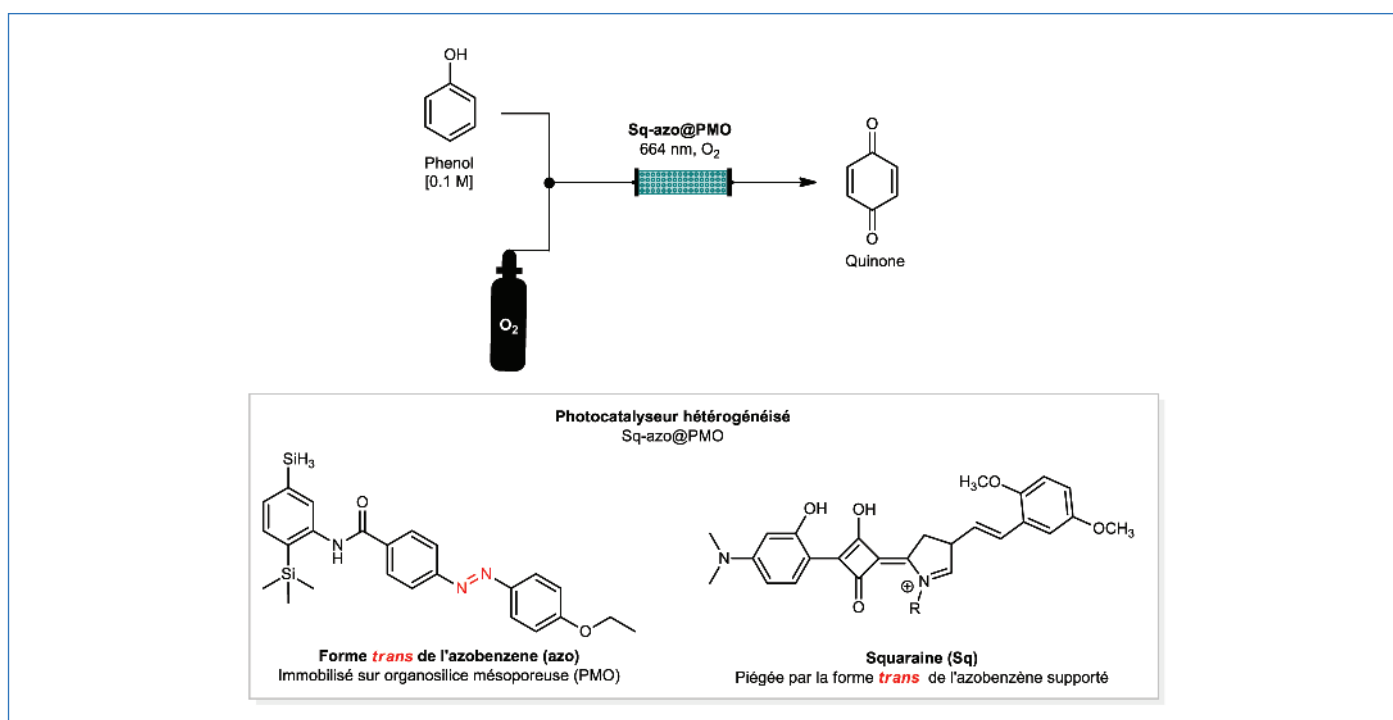 OH
Phenol
[0.1 M]
Sq-azo@PMO
664 nm, O₂
O
O
Quinone
O₂
Photocatalyseur hétérogénéisé
Sq-azo@PMO
SiH₃
O
N
H
Si
N
N
O
Forme trans de l'azobenzene (azo)
Immobilisé sur organosilice mésoporeuse (PMO)
H₃CO
OCH₃
OH
OH
N
O
⊕
N
R
Squaraine (Sq)
Piégée par la forme trans de l'azobenzène supporté